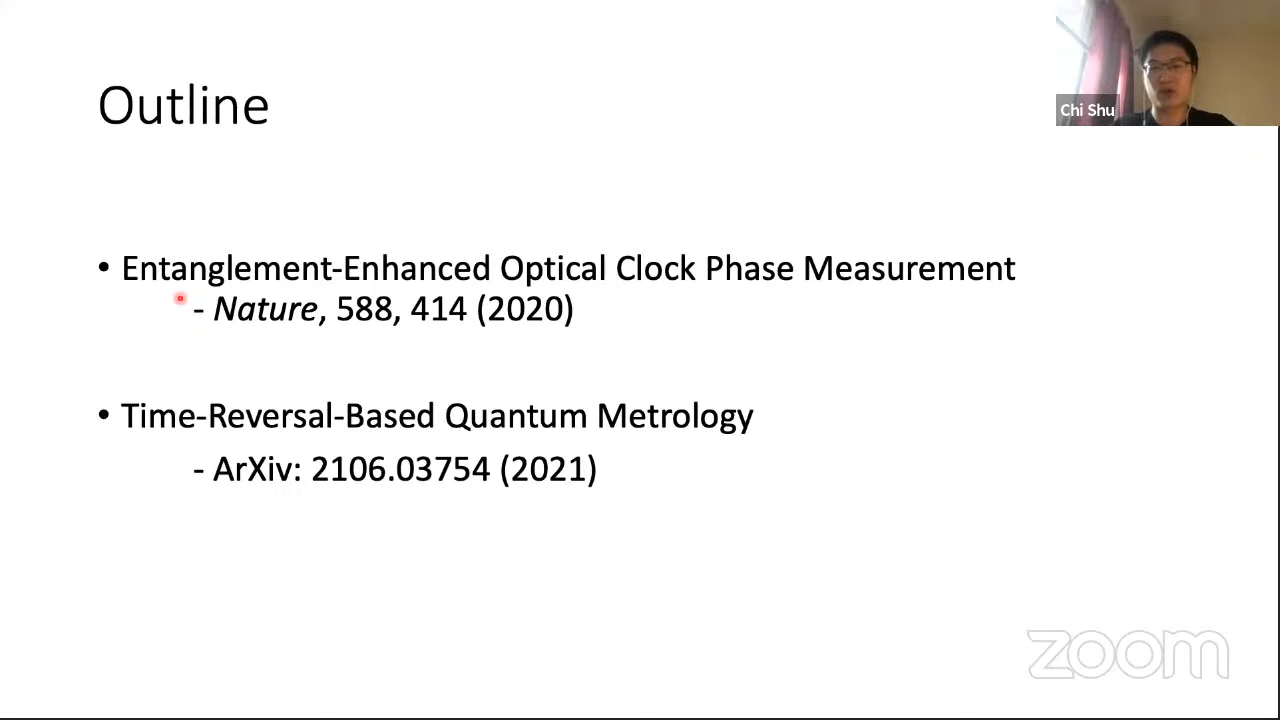 Outline
Chi Shu
• Entanglement-Enhanced Optical Clock Phase Measurement
- Nature, 588, 414 (2020)
• Time-Reversal-Based Quantum Metrology
- ArXiv: 2106.03754 (2021)
zoom